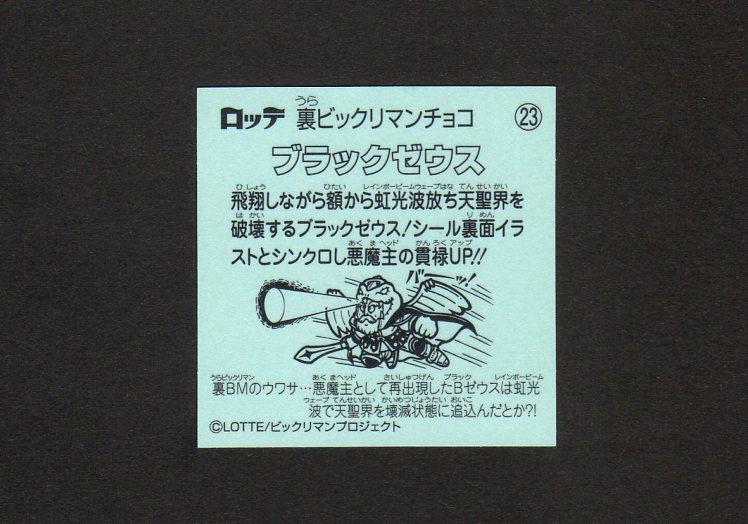 うら
ロッテ 裏ビックリマンチョコ 23
ブラックゼウス
ひしょう ひたい レインボービームウェーブはな てんせいかい
飛翔しながら額から虹光波放ち天聖界を
はかい りめん
破壊するブラックゼウス!シール裏面イラ
あくまヘッド かんろくアップ
ストとシンクロし悪魔主の貫禄UP!!
バッ!
うらビックリマン あくまヘッド さいしゅつげん ブラック レインボービーム
裏BMのウワサ…悪魔主として再出現したBゼウスは虹光
ウェーブ てんせいかい かいめつじょうたい おいこ
波で天聖界を壊滅状態に追込んだとか?!
©LOTTE/ビックリマンプロジェクト